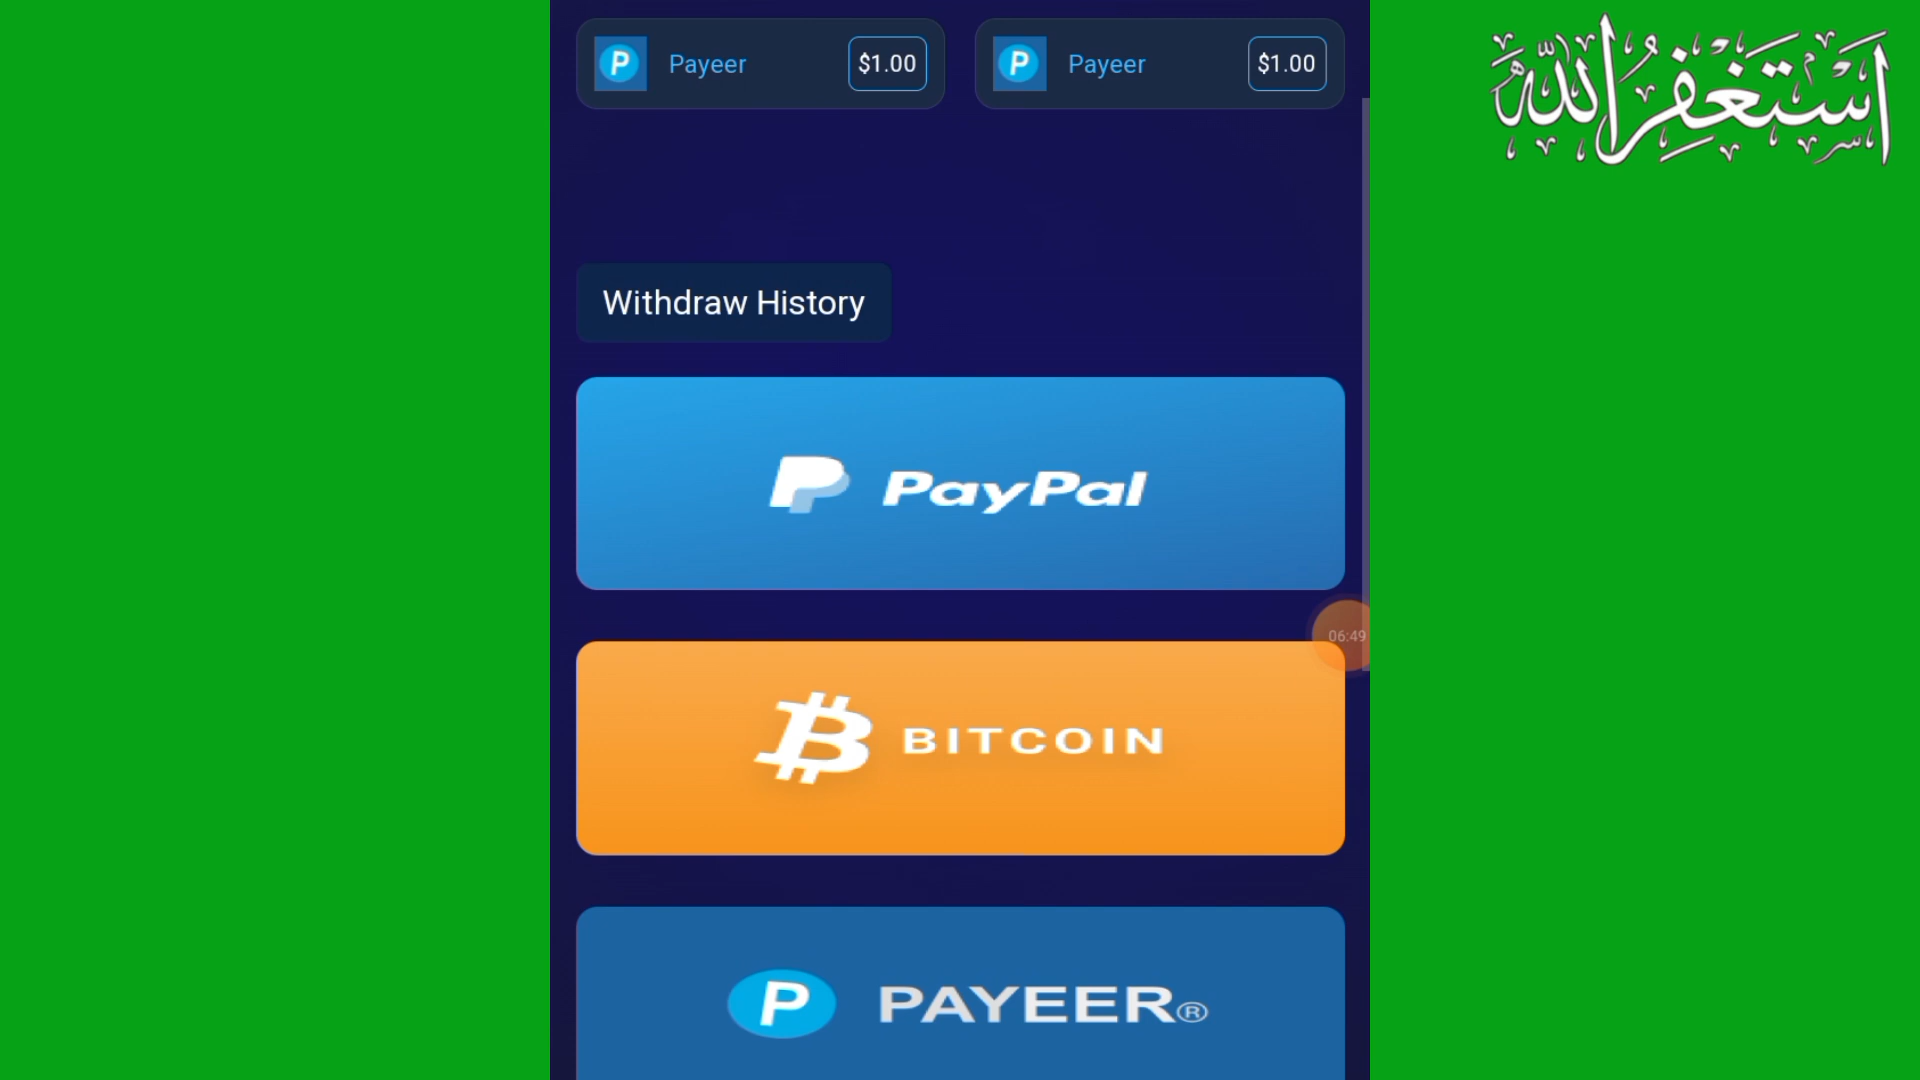 Payeer $1.00 Payeer $1.00
أستغفر الله
Withdraw History
PayPal
06:49
BITCOIN
PAYEER®